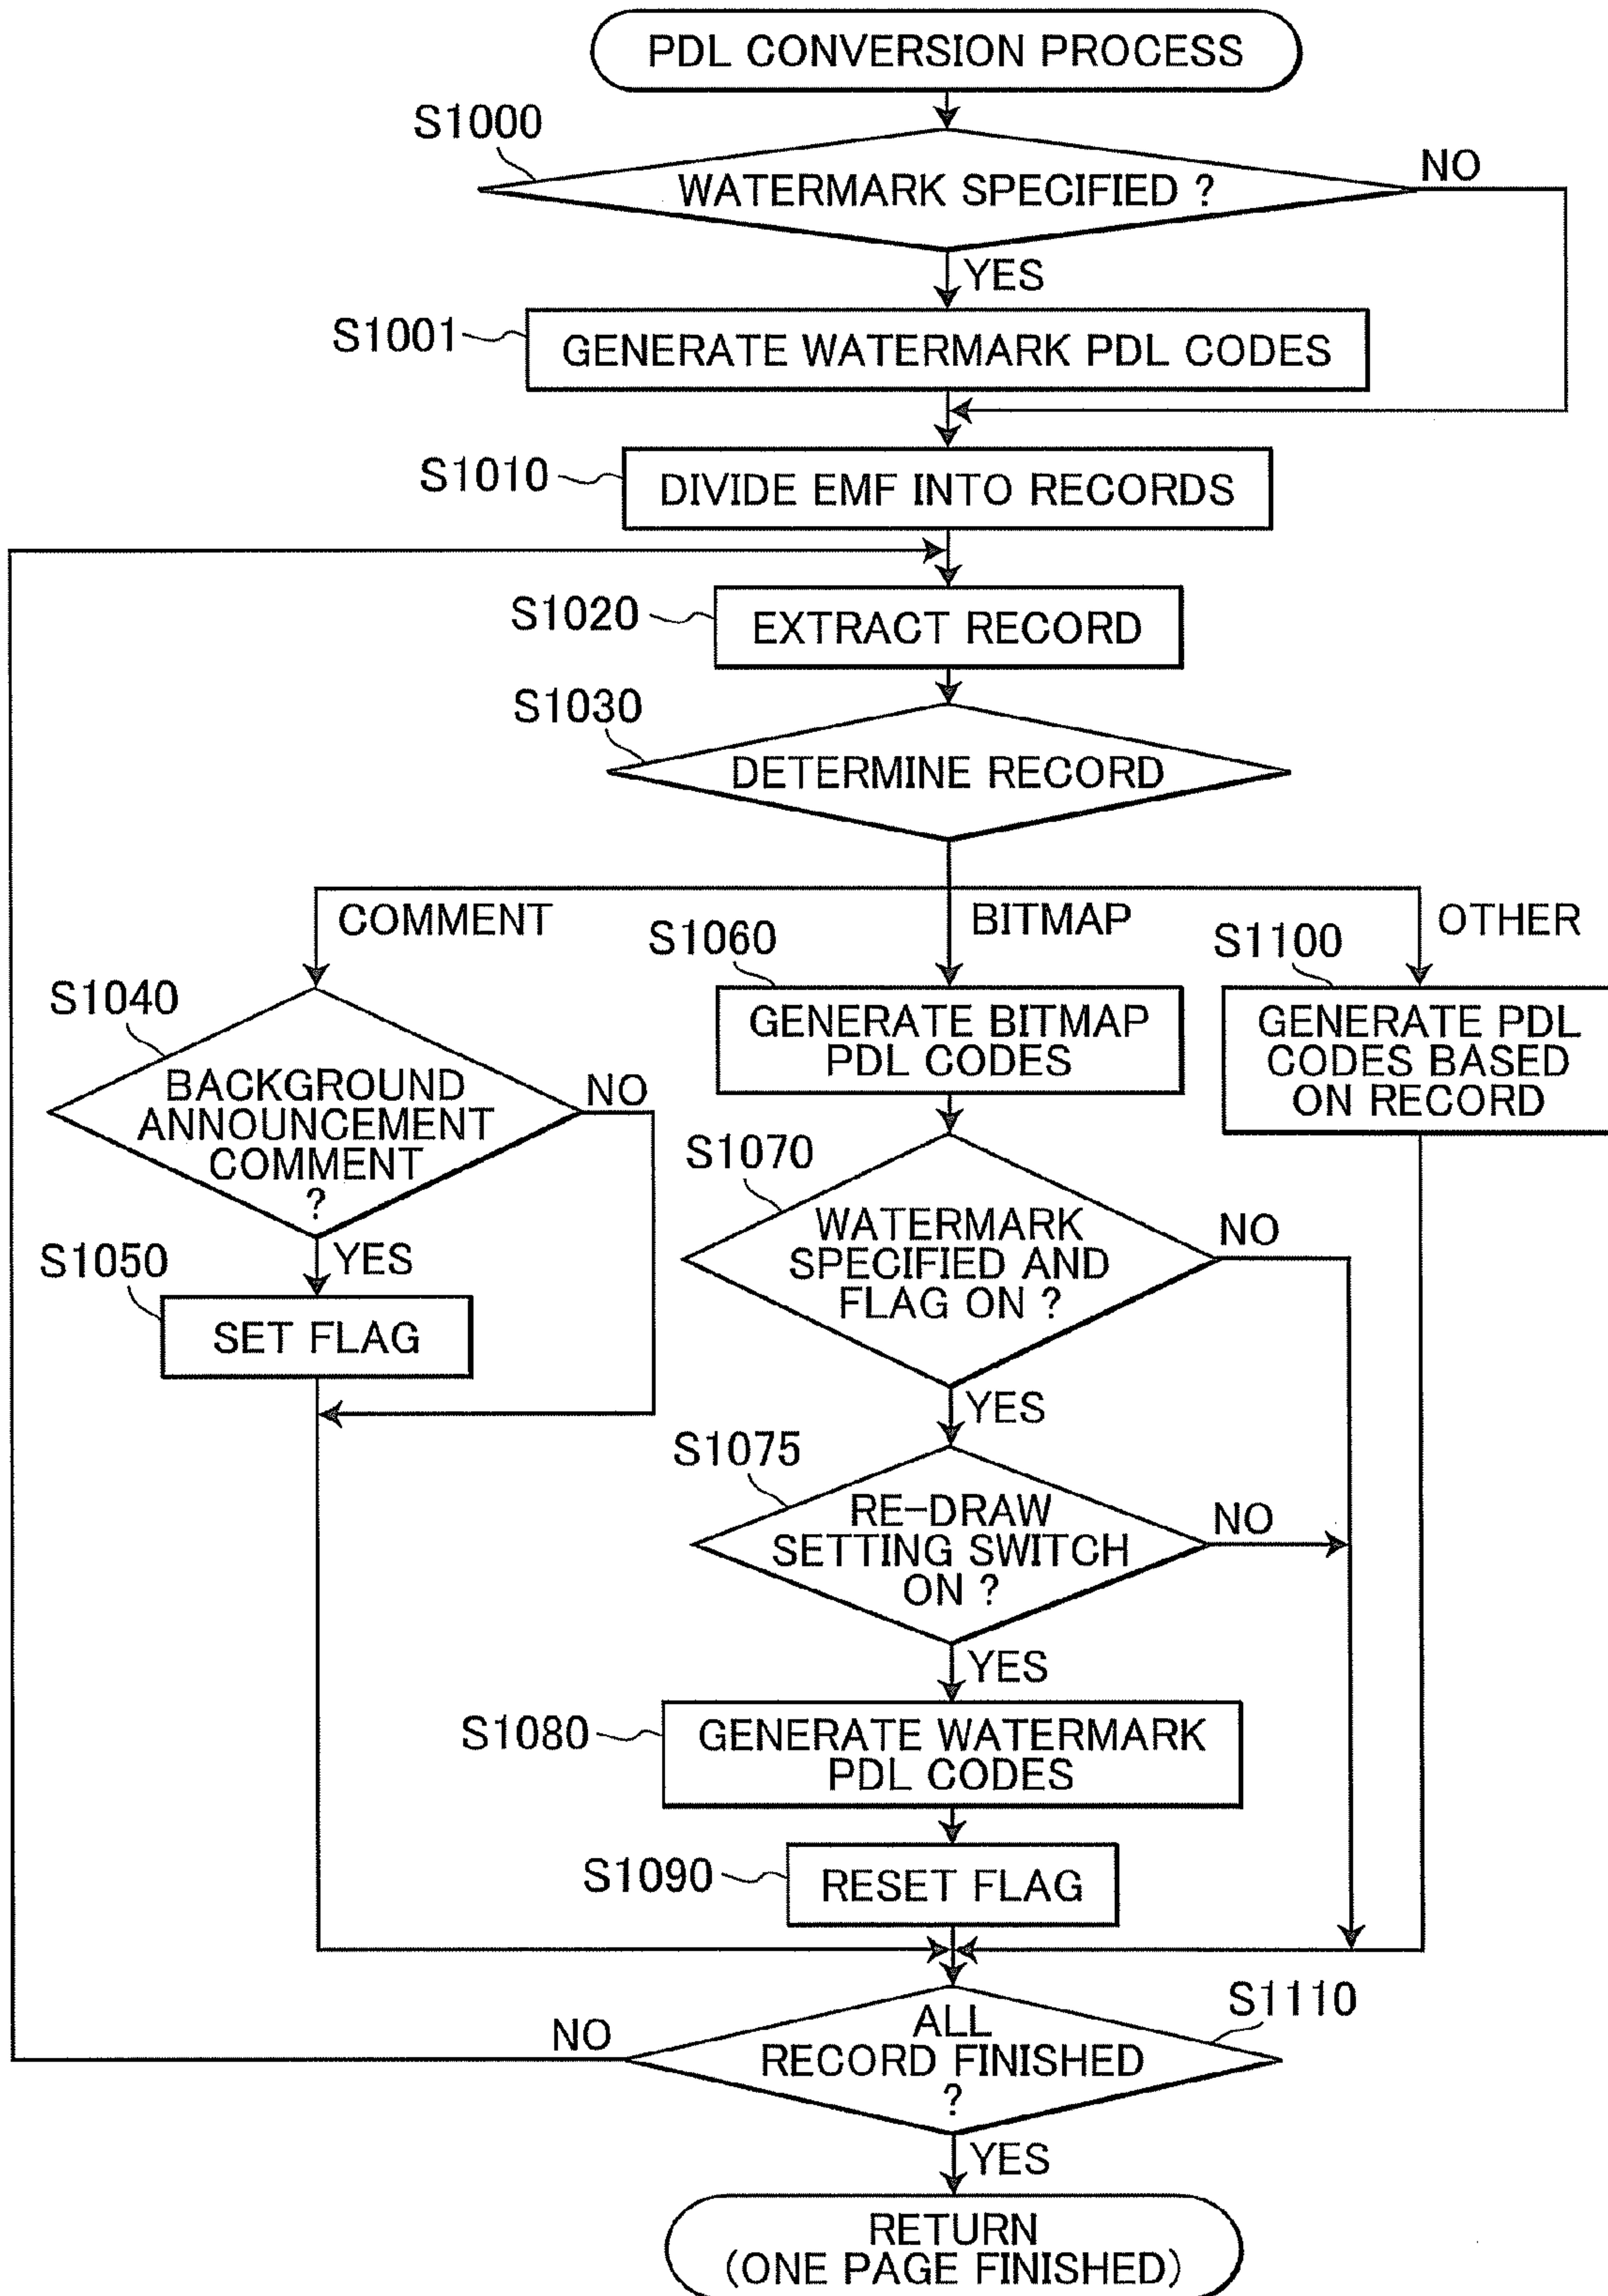 PDL CONVERSION PROCESS
S1000
WATERMARK SPECIFIED ?
NO
YES
S1001
GENERATE WATERMARK PDL CODES
S1010
DIVIDE EMF INTO RECORDS
S1020
EXTRACT RECORD
S1030
DETERMINE RECORD
COMMENT
BITMAP
OTHER
S1040
BACKGROUND
ANNOUNCEMENT
COMMENT
?
NO
YES
S1050
SET FLAG
S1060
GENERATE BITMAP
PDL CODES
S1070
WATERMARK
SPECIFIED AND
FLAG ON ?
NO
YES
S1075
RE-DRAW
SETTING SWITCH
ON ?
NO
YES
S1080
GENERATE WATERMARK
PDL CODES
S1090
RESET FLAG
S1100
GENERATE PDL
CODES BASED
ON RECORD
S1110
ALL
RECORD FINISHED
?
NO
YES
RETURN
(ONE PAGE FINISHED)